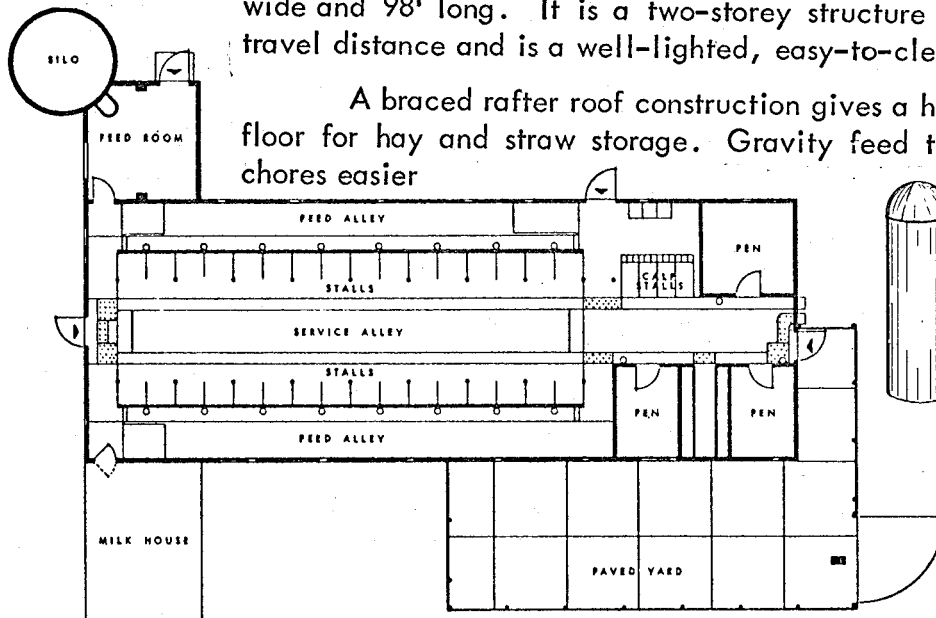 wide and 98' long. It is a two-storey structure
travel distance and is a well-lighted, easy-to-cle
A braced rafter roof construction gives a h
floor for hay and straw storage. Gravity feed t
chores easier
SILO
FEED ROOM
FEED ALLEY
PEN
CALF
STALLS
STALLS
SERVICE ALLEY
STALLS
PEN
PEN
FEED ALLEY
MILK HOUSE
PAVED YARD